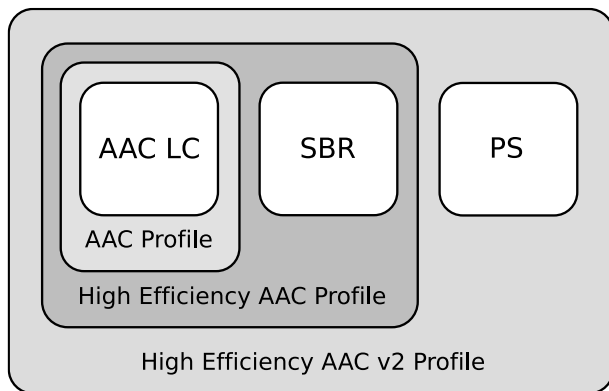 AAC LC
SBR
PS
AAC Profile
High Efficiency AAC Profile
High Efficiency AAC v2 Profile